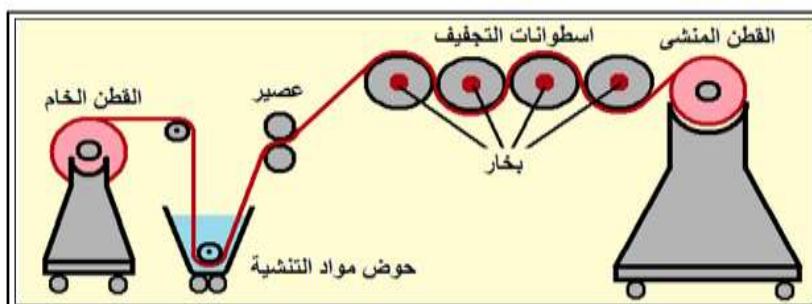 القطن المنشى
اسطوانات التجفيف
عصير
القطن الخام
بخار
حوض مواد التنشية